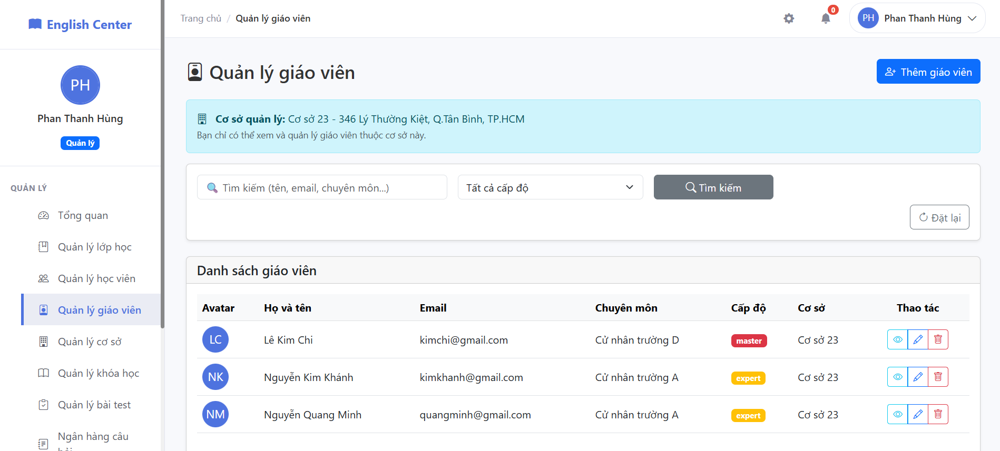 English Center
PH
Phan Thanh Hùng
Quản lý
QUẢN LÝ
Tổng quan
Quản lý lớp học
Quản lý học viên
Quản lý giáo viên
Quản lý cơ sở
Quản lý khóa học
Quản lý bài test
Ngân hàng câu
Trang chủ / Quản lý giáo viên
0
PH Phan Thanh Hùng
Quản lý giáo viên
Thêm giáo viên
Cơ sở quản lý: Cơ sở 23 - 346 Lý Thường Kiệt, Q.Tân Bình, TP.HCM
Bạn chỉ có thể xem và quản lý giáo viên thuộc cơ sở này.
Tìm kiếm (tên, email, chuyên môn...) Tất cả cấp độ Tìm kiếm
Đặt lại
Danh sách giáo viên
Avatar Họ và tên Email Chuyên môn Cấp độ Cơ sở Thao tác
LC Lê Kim Chi kimchi@gmail.com Cử nhân trường D master Cơ sở 23
NK Nguyễn Kim Khánh kimkhanh@gmail.com Cử nhân trường A expert Cơ sở 23
NM Nguyễn Quang Minh quangminh@gmail.com Cử nhân trường A expert Cơ sở 23